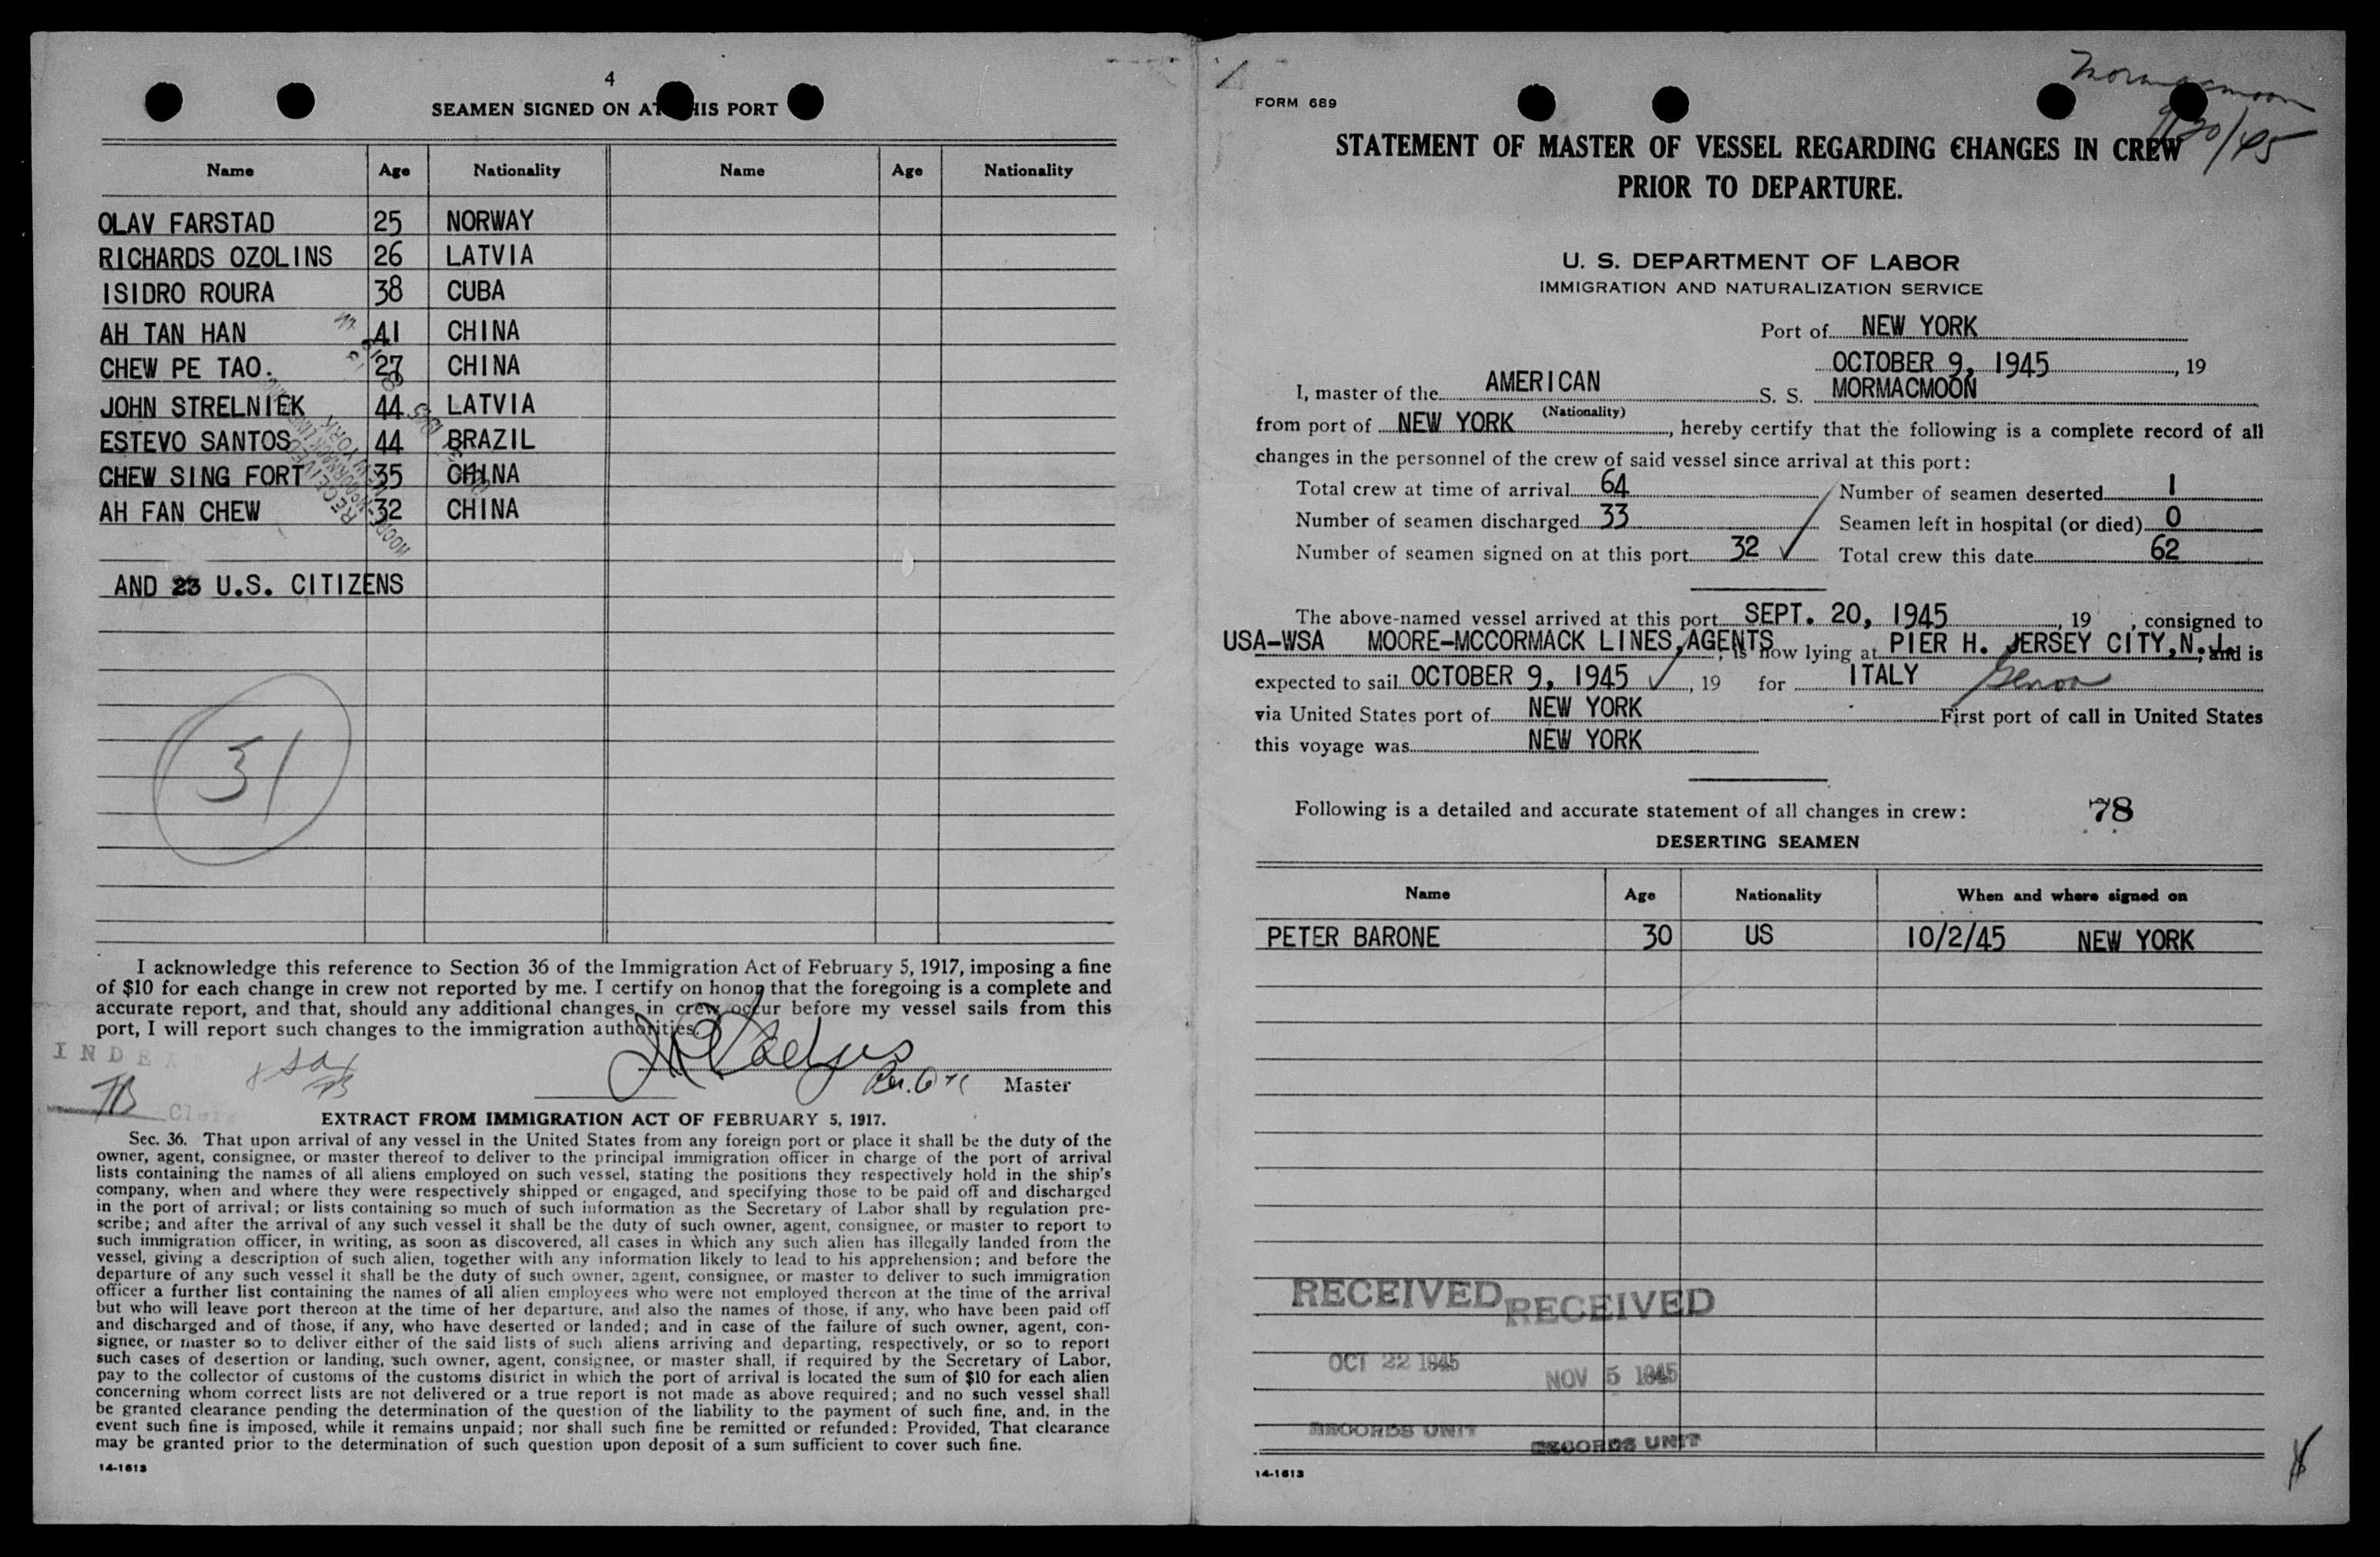 4
SEAMEN SIGNED ON AT THIS PORT
Name Age Nationality Name Age Nationality
OLAV FARSTAD 25 NORWAY
RICHARDS OZOLINS 26 LATVIA
ISIDRO ROURA 38 CUBA
AH TAN HAN 41 CHINA
CHEW PE TAO. 27 CHINA
JOHN STRELNIEK 44 LATVIA
ESTEVO SANTOS 44 BRAZIL
CHEW SING FORT 35 CHINA
AH FAN CHEW 32 CHINA
AND 23 U.S. CITIZENS
RECEIVED
NEW YORK
31
I acknowledge this reference to Section 36 of the Immigration Act of February 5, 1917, imposing a fine
of $10 for each change in crew not reported by me. I certify on honor that the foregoing is a complete and
accurate report, and that, should any additional changes in crew occur before my vessel sails from this
port, I will report such changes to the immigration authorities.
INDEX
Master
JB
EXTRACT FROM IMMIGRATION ACT OF FEBRUARY 5, 1917.
Sec. 36. That upon arrival of any vessel in the United States from any foreign port or place it shall be the duty of the
owner, agent, consignee, or master thereof to deliver to the principal immigration officer in charge of the port of arrival
lists containing the names of all aliens employed on such vessel, stating the positions they respectively hold in the ship's
company, when and where they were respectively shipped or engaged, and specifying those to be paid off and discharged
in the port of arrival; or lists containing so much of such information as the Secretary of Labor shall by regulation pre-
scribe; and after the arrival of any such vessel it shall be the duty of such owner, agent, consignee, or master to report to
such immigration officer, in writing, as soon as discovered, all cases in which any such alien has illegally landed from the
vessel, giving a description of such alien, together with any information likely to lead to his apprehension; and before the
departure of any such vessel it shall be the duty of such owner, agent, consignee, or master to deliver to such immigration
officer a further list containing the names of all alien employees who were not employed thereon at the time of the arrival
but who will leave port thereon at the time of her departure, and also the names of those, if any, who have been paid off
and discharged and of those, if any, who have deserted or landed; and in case of the failure of such owner, agent, con-
signee, or master so to deliver either of the said lists of such aliens arriving and departing, respectively, or so to report
such cases of desertion or landing, such owner, agent, consignee, or master shall, if required by the Secretary of Labor,
pay to the collector of customs of the customs district in which the port of arrival is located the sum of $10 for each alien
concerning whom correct lists are not delivered or a true report is not made as above required; and no such vessel shall
be granted clearance pending the determination of the question of the liability to the payment of such fine, and, in the
event such fine is imposed, while it remains unpaid; nor shall such fine be remitted or refunded: Provided, That clearance
may be granted prior to the determination of such question upon deposit of a sum sufficient to cover such fine.
14-1613
Mormacmoon
9/20/45
FORM 689
STATEMENT OF MASTER OF VESSEL REGARDING CHANGES IN CREW
PRIOR TO DEPARTURE.
U. S. DEPARTMENT OF LABOR
IMMIGRATION AND NATURALIZATION SERVICE
Port of NEW YORK
OCTOBER 9, 1945, 19
I, master of the AMERICAN S. S. MORMACMOON
(Nationality)
from port of NEW YORK, hereby certify that the following is a complete record of all
changes in the personnel of the crew of said vessel since arrival at this port:
Total crew at time of arrival 64 Number of seamen deserted 1
Number of seamen discharged 33 Seamen left in hospital (or died) 0
Number of seamen signed on at this port 32 Total crew this date 62
The above-named vessel arrived at this port SEPT. 20, 1945, 19 , consigned to
USA-WSA MOORE-MCCORMACK LINES, AGENTS, is now lying at PIER H. JERSEY CITY, N.J., and is
expected to sail OCTOBER 9, 1945, 19 for ITALY Genoa
via United States port of NEW YORK First port of call in United States
this voyage was NEW YORK
Following is a detailed and accurate statement of all changes in crew: 78
DESERTING SEAMEN
Name Age Nationality When and where signed on
PETER BARONE 30 US 10/2/45 NEW YORK
RECEIVED RECEIVED
OCT 22 1945 NOV 5 1945
RECORDS UNIT RECORDS UNIT
14-1613